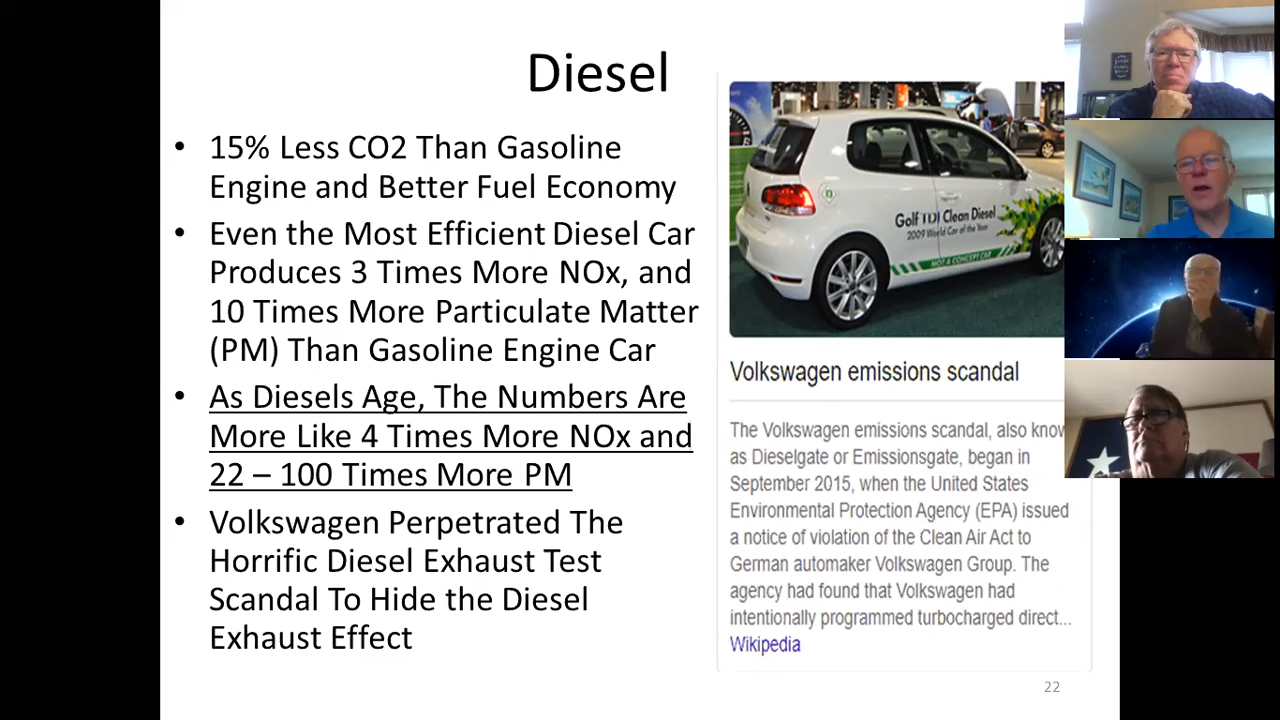 Diesel
• 15% Less CO2 Than Gasoline
Engine and Better Fuel Economy
• Even the Most Efficient Diesel Car
Produces 3 Times More NOx, and
10 Times More Particulate Matter
(PM) Than Gasoline Engine Car
• As Diesels Age, The Numbers Are
More Like 4 Times More NOx and
22 – 100 Times More PM
• Volkswagen Perpetrated The
Horrific Diesel Exhaust Test
Scandal To Hide the Diesel
Exhaust Effect
Golf TDI Clean Diesel
2009 World Car of the Year
NOT A CONCEPT CAR
Volkswagen emissions scandal
The Volkswagen emissions scandal, also know
as Dieselgate or Emissionsgate, began in
September 2015, when the United States
Environmental Protection Agency (EPA) issued
a notice of violation of the Clean Air Act to
German automaker Volkswagen Group. The
agency had found that Volkswagen had
intentionally programmed turbocharged direct...
Wikipedia
22